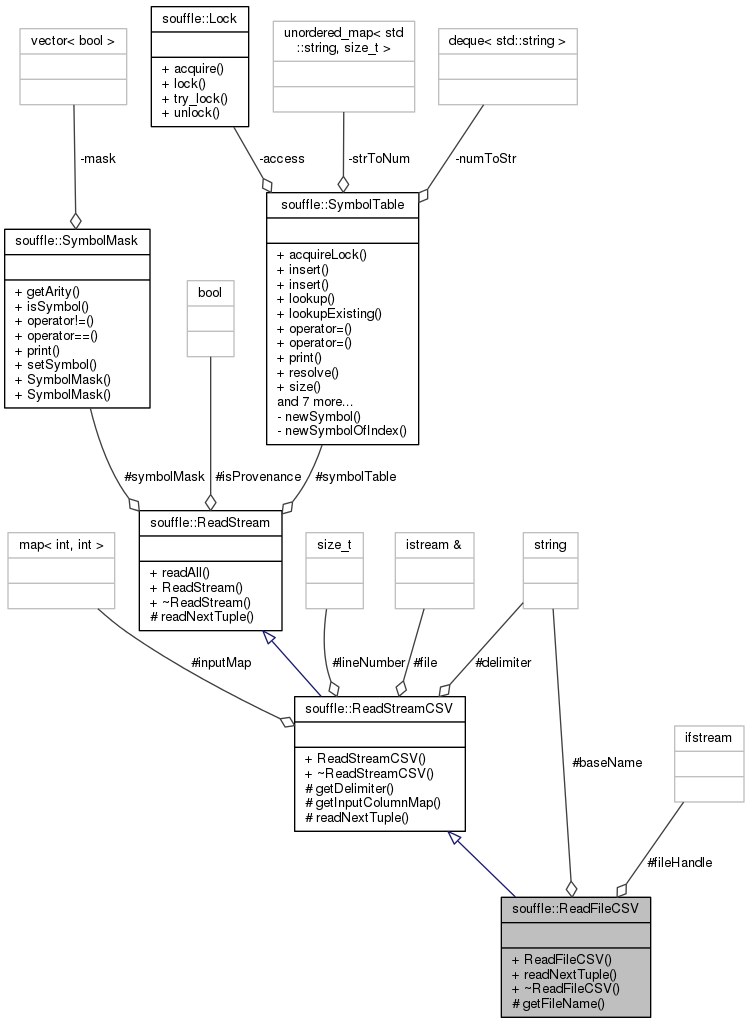 souffle::Lock
+ acquire()
+ lock()
+ try_lock()
+ unlock()
vector< bool >
unordered_map< std
::string, size_t >
deque< std::string >
-mask
-access
-strToNum
-numToStr
souffle::SymbolMask
+ getArity()
+ isSymbol()
+ operator!=()
+ operator==()
+ print()
+ setSymbol()
+ SymbolMask()
+ SymbolMask()
bool
souffle::SymbolTable
+ acquireLock()
+ insert()
+ insert()
+ lookup()
+ lookupExisting()
+ operator=()
+ operator=()
+ print()
+ resolve()
+ size()
and 7 more...
- newSymbol()
- newSymbolOfIndex()
#symbolMask
#isProvenance
#symbolTable
map< int, int >
souffle::ReadStream
+ readAll()
+ ReadStream()
+ ~ReadStream()
# readNextTuple()
size_t
istream &
string
#inputMap
#lineNumber
#file
#delimiter
souffle::ReadStreamCSV
+ ReadStreamCSV()
+ ~ReadStreamCSV()
# getDelimiter()
# getInputColumnMap()
# readNextTuple()
ifstream
#baseName
#fileHandle
souffle::ReadFileCSV
+ ReadFileCSV()
+ readNextTuple()
+ ~ReadFileCSV()
# getFileName()